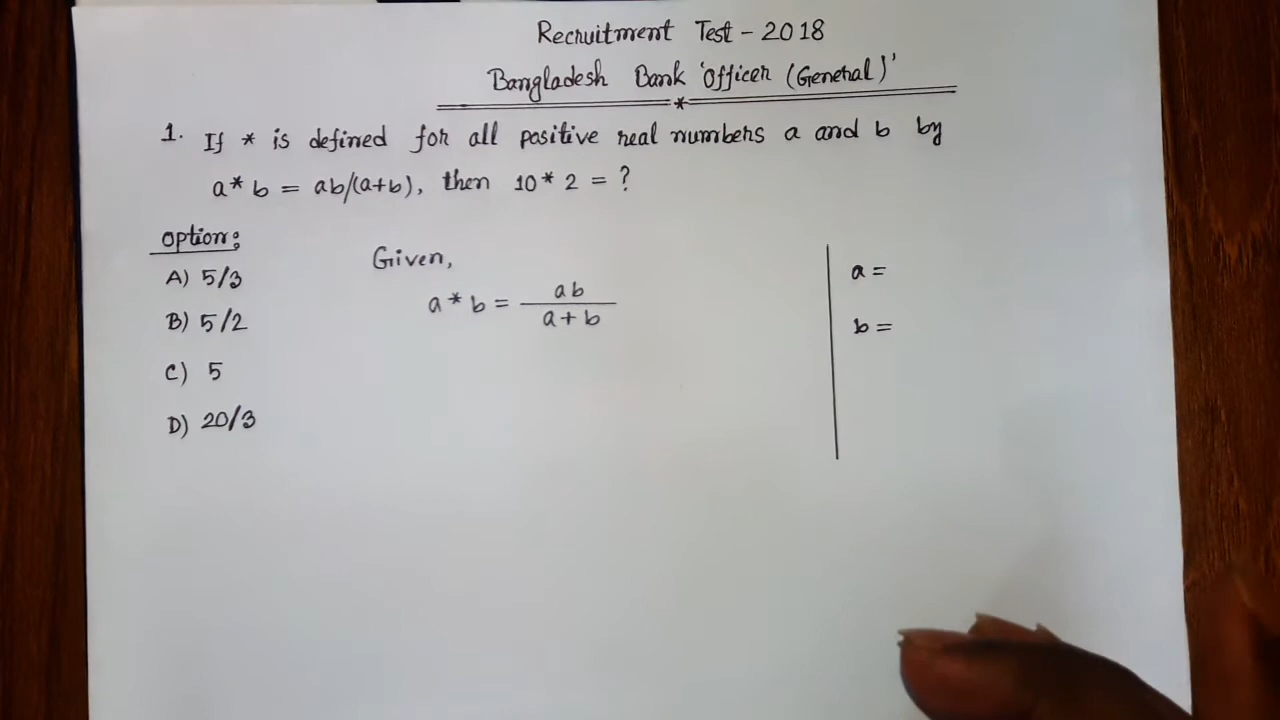 Recruitment Test - 2018
Bangladesh Bank 'Officer (General)'
*
1. If * is defined for all positive real numbers a and b by
a * b = ab/(a+b), then 10 * 2 = ?
Option:
A) 5/3
B) 5/2
C) 5
D) 20/3
Given,
a * b = ab
a + b
a =
b =